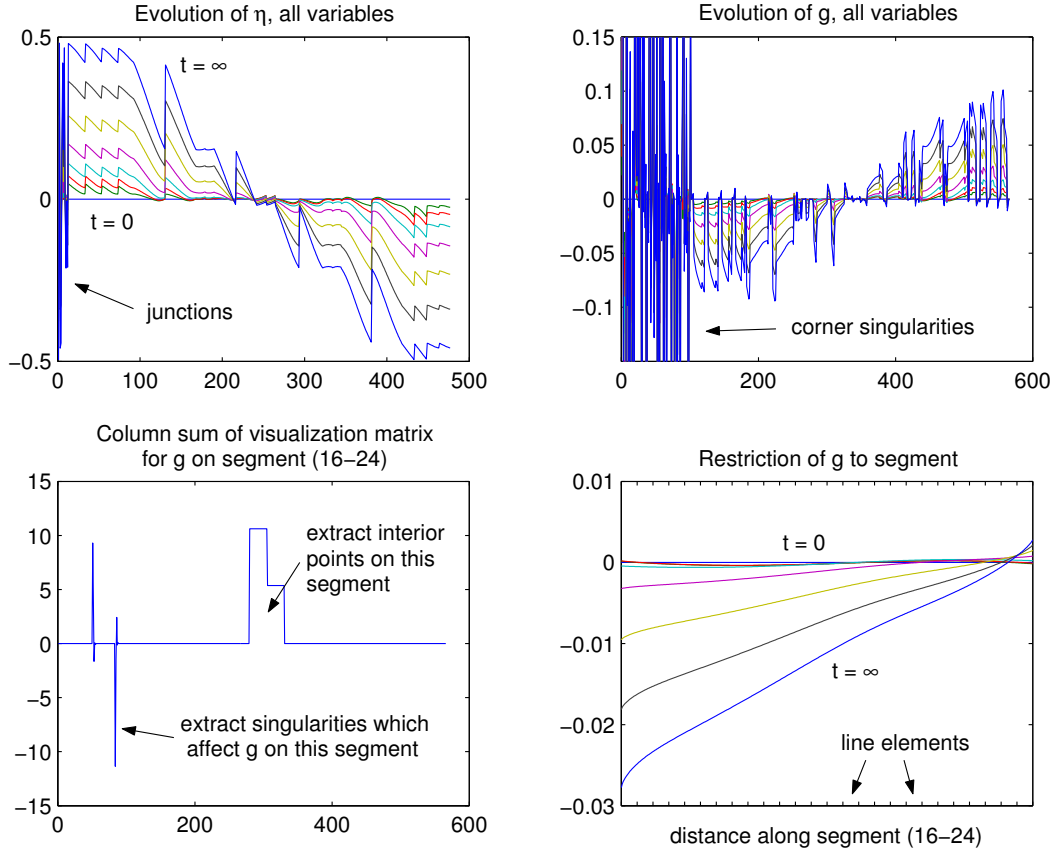 Evolution of η, all variables
0.5
0
−0.5
0 100 200 300 400 500
t = ∞
t = 0
junctions
Evolution of g, all variables
0.15
0.1
0.05
0
−0.05
−0.1
0 200 400 600
corner singularities
Column sum of visualization matrix
for g on segment (16−24)
15
10
5
0
−5
−10
−15
0 200 400 600
extract interior
points on this
segment
extract singularities which
affect g on this segment
Restriction of g to segment
0.01
0
−0.01
−0.02
−0.03
t = 0
t = ∞
line elements
distance along segment (16−24)